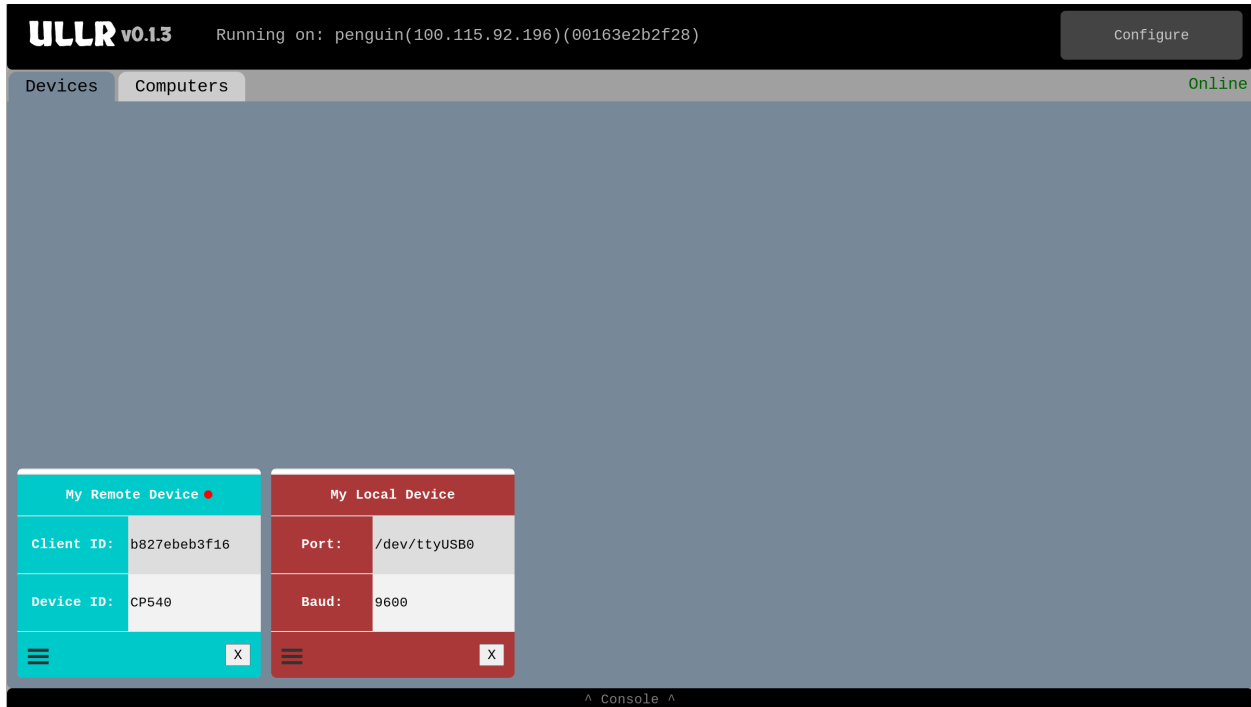 ULLR v0.1.3 Running on: penguin(100.115.92.196)(00163e2b2f28) Configure
Devices Computers Online
My Remote Device
Client ID: b827ebeb3f16
Device ID: CP540
X
My Local Device
Port: /dev/ttyUSB0
Baud: 9600
X
^ Console ^